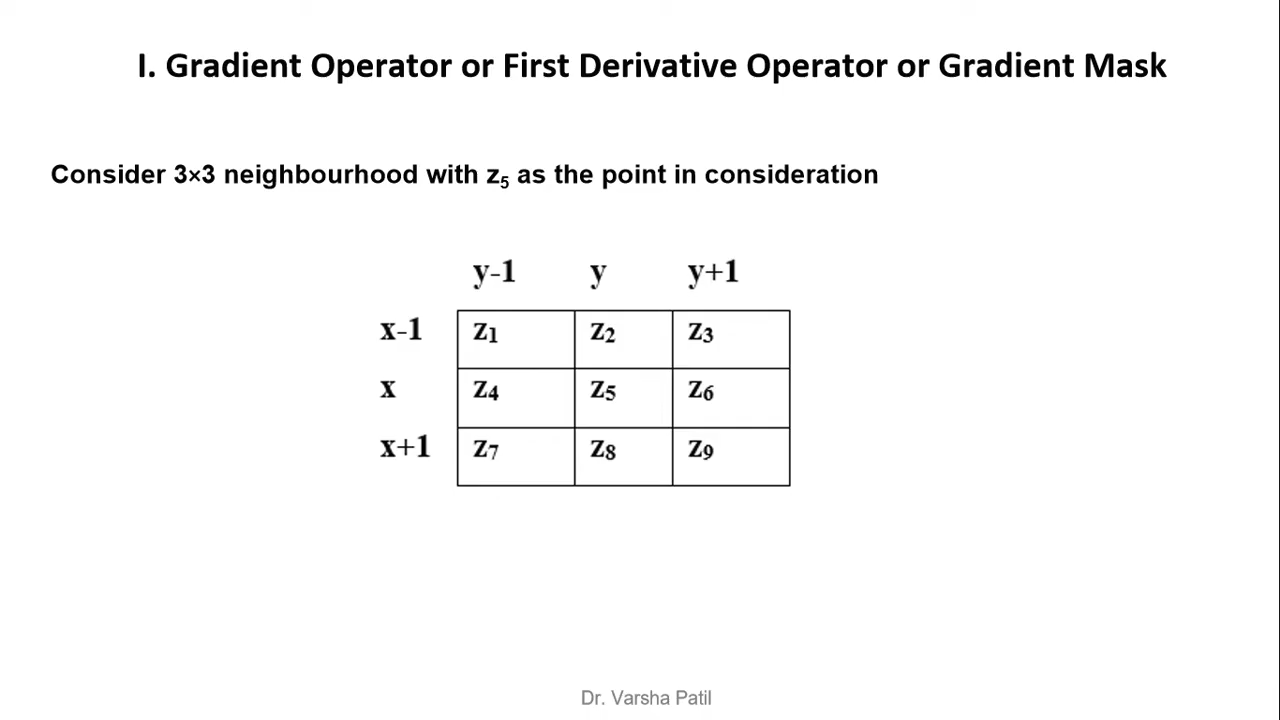 I. Gradient Operator or First Derivative Operator or Gradient Mask
Consider 3×3 neighbourhood with z₅ as the point in consideration
y-1 y y+1
x-1 z₁ z₂ z₃
x z₄ z₅ z₆
x+1 z₇ z₈ z₉
Dr. Varsha Patil